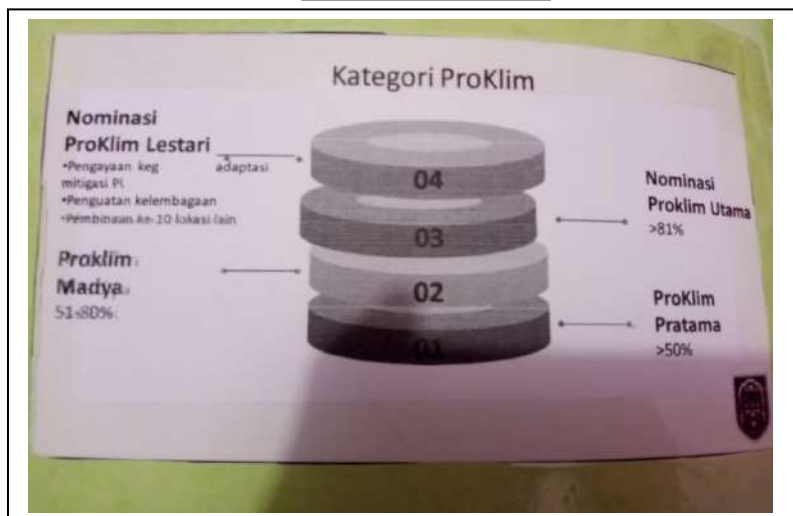 Kategori ProKlim
Nominasi
ProKlim Lestari
•Pengayaan keg adaptasi
mitigasi PI.
•Penguatan kelembagaan
•Pembinaan ke-10 lokasi lain
Proklim
Madya
51-80%
04
03
02
01
Nominasi
Proklim Utama
>81%
ProKlim
Pratama
>50%